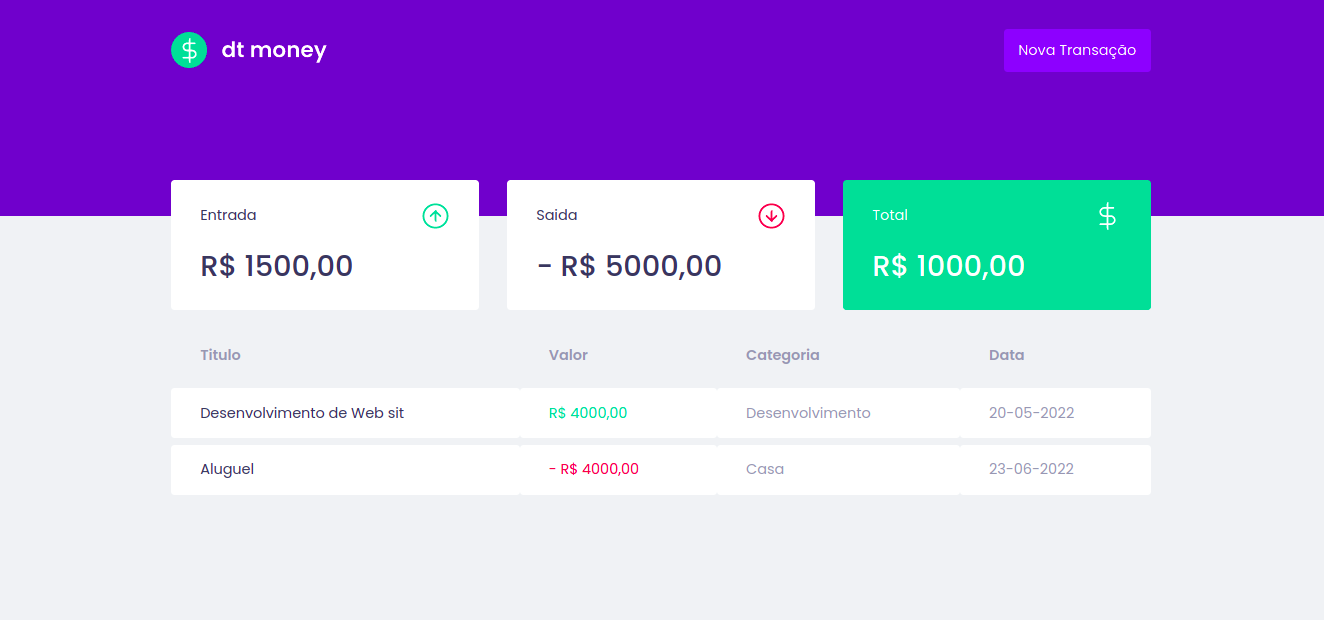 dt money
Nova Transação
Entrada
R$ 1500,00
Saida
- R$ 5000,00
Total
R$ 1000,00
Titulo Valor Categoria Data
Desenvolvimento de Web sit R$ 4000,00 Desenvolvimento 20-05-2022
Aluguel - R$ 4000,00 Casa 23-06-2022